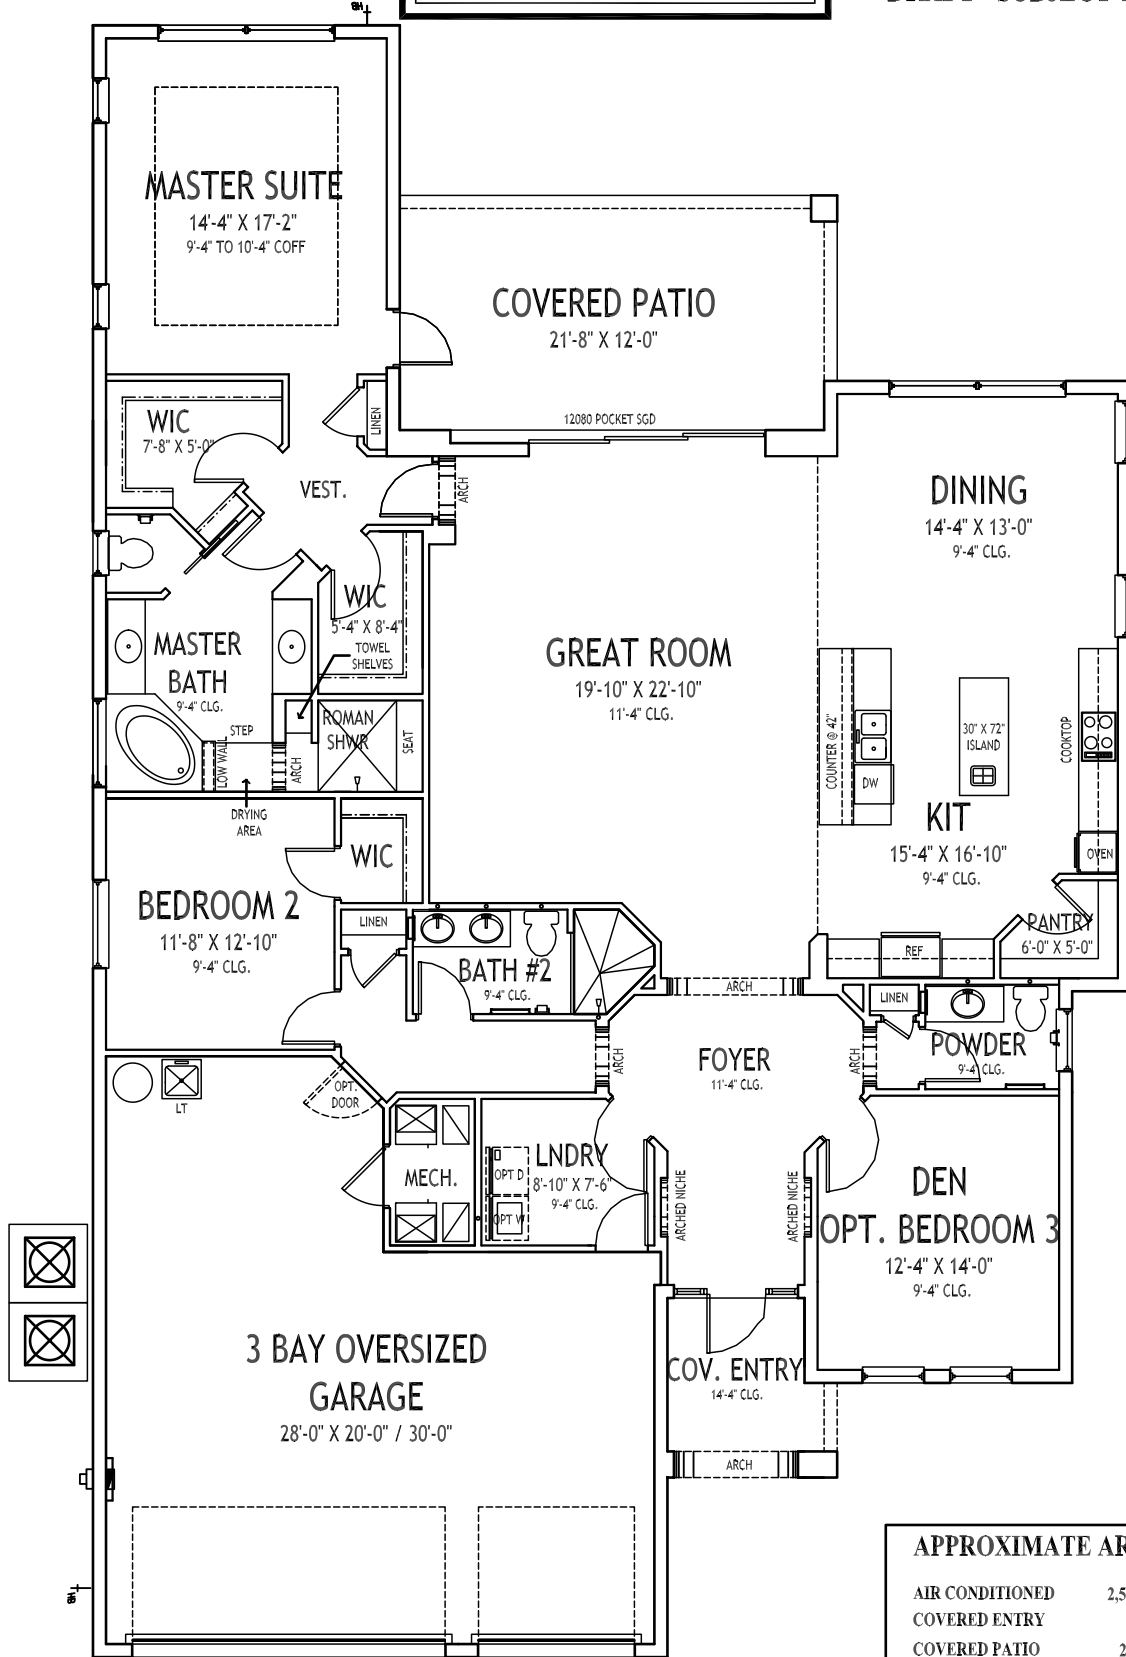 HB
MASTER SUITE
14'-4" X 17'-2"
9'-4" TO 10'-4" COFF
COVERED PATIO
21'-8" X 12'-0"
12080 POCKET SGD
WIC
7'-8" X 5'-0"
LINEN
VEST.
ARCH
DINING
14'-4" X 13'-0"
9'-4" CLG.
WIC
5'-4" X 8'-4"
TOWEL
SHELVES
MASTER
BATH
9'-4" CLG.
GREAT ROOM
19'-10" X 22'-10"
11'-4" CLG.
STEP
LOW WALL
ARCH
ROMAN
SHWR
SEAT
DRYING
AREA
COUNTER @ 42"
DW
30" X 72"
ISLAND
COOKTOP
KIT
15'-4" X 16'-10"
9'-4" CLG.
OVEN
WIC
BEDROOM 2
11'-8" X 12'-10"
9'-4" CLG.
LINEN
BATH #2
9'-4" CLG.
PANTRY
6'-0" X 5'-0"
REF
ARCH
LINEN
FOYER
11'-4" CLG.
ARCH
ARCH
POWDER
9'-4" CLG.
LT
OPT.
DOOR
MECH.
LNDRY
8'-10" X 7'-6"
9'-4" CLG.
OPT D
OPT W
ARCHED NICHE
ARCHED NICHE
DEN
OPT. BEDROOM 3
12'-4" X 14'-0"
9'-4" CLG.
3 BAY OVERSIZED
GARAGE
28'-0" X 20'-0" / 30'-0"
COV. ENTRY
14'-4" CLG.
ARCH
HB
APPROXIMATE AR
AIR CONDITIONED 2,5
COVERED ENTRY
COVERED PATIO 2